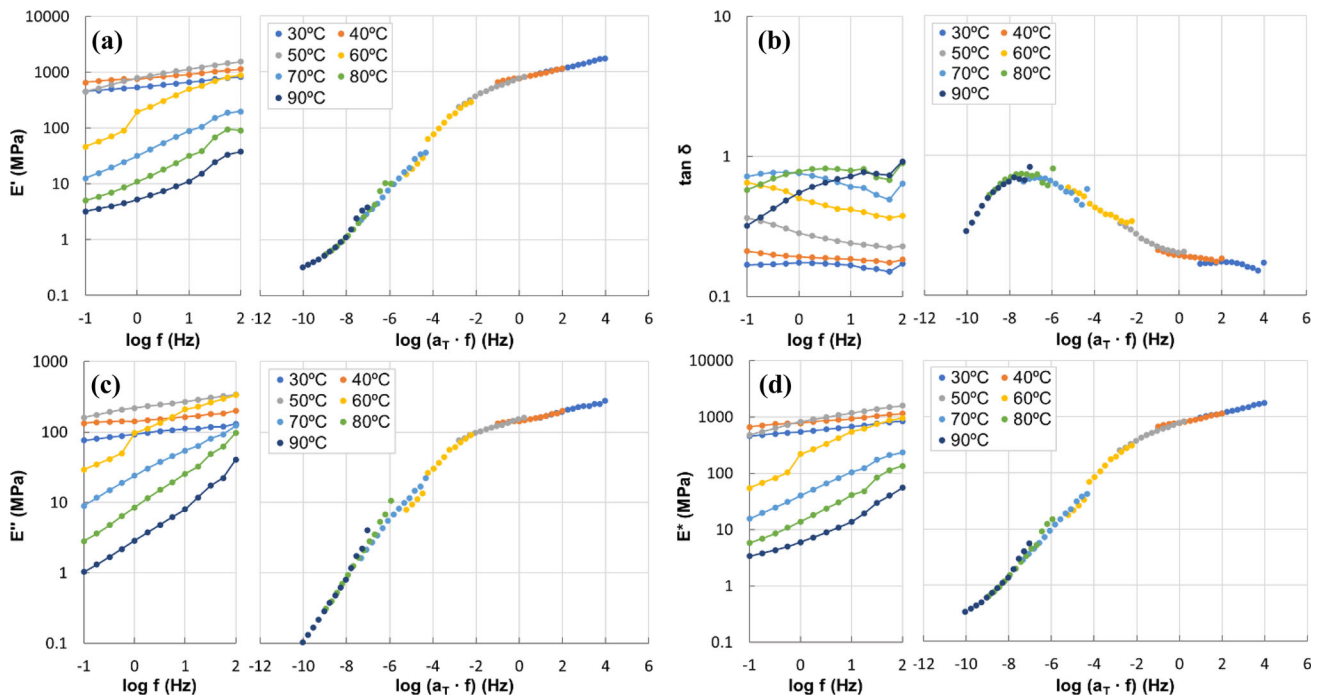 (a)
E' (MPa)
10000
1000
100
10
1
0.1
-1 0 1 2
log f (Hz)
30ºC 40ºC
50ºC 60ºC
70ºC 80ºC
90ºC
-12 -10 -8 -6 -4 -2 0 2 4 6
log (aT · f) (Hz)
(b)
tan δ
10
1
0.1
-1 0 1 2
log f (Hz)
30ºC 40ºC
50ºC 60ºC
70ºC 80ºC
90ºC
-12 -10 -8 -6 -4 -2 0 2 4 6
log (aT · f) (Hz)
(c)
E'' (MPa)
1000
100
10
1
0.1
-1 0 1 2
log f (Hz)
30ºC 40ºC
50ºC 60ºC
70ºC 80ºC
90ºC
-12 -10 -8 -6 -4 -2 0 2 4 6
log (aT · f) (Hz)
(d)
E* (MPa)
10000
1000
100
10
1
0.1
-1 0 1 2
log f (Hz)
30ºC 40ºC
50ºC 60ºC
70ºC 80ºC
90ºC
-12 -10 -8 -6 -4 -2 0 2 4 6
log (aT · f) (Hz)